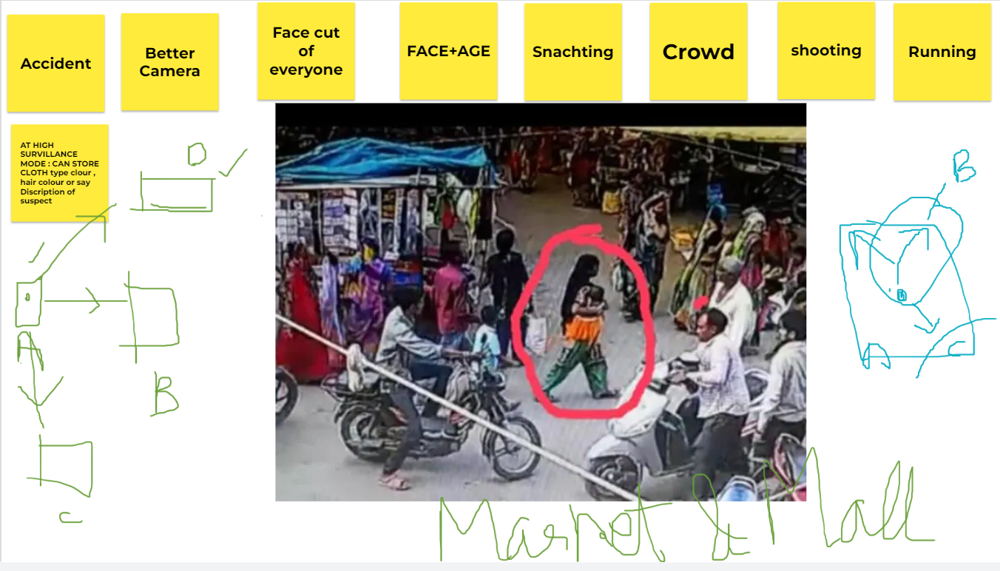 Accident
Better
Camera
Face cut
of
everyone
FACE+AGE
Snachting
Crowd
shooting
Running
AT HIGH
SURVILLANCE
MODE : CAN STORE
CLOTH type clour ,
hair colour or say
Discription of
suspect
D
B
A
B
C
Market & Mall